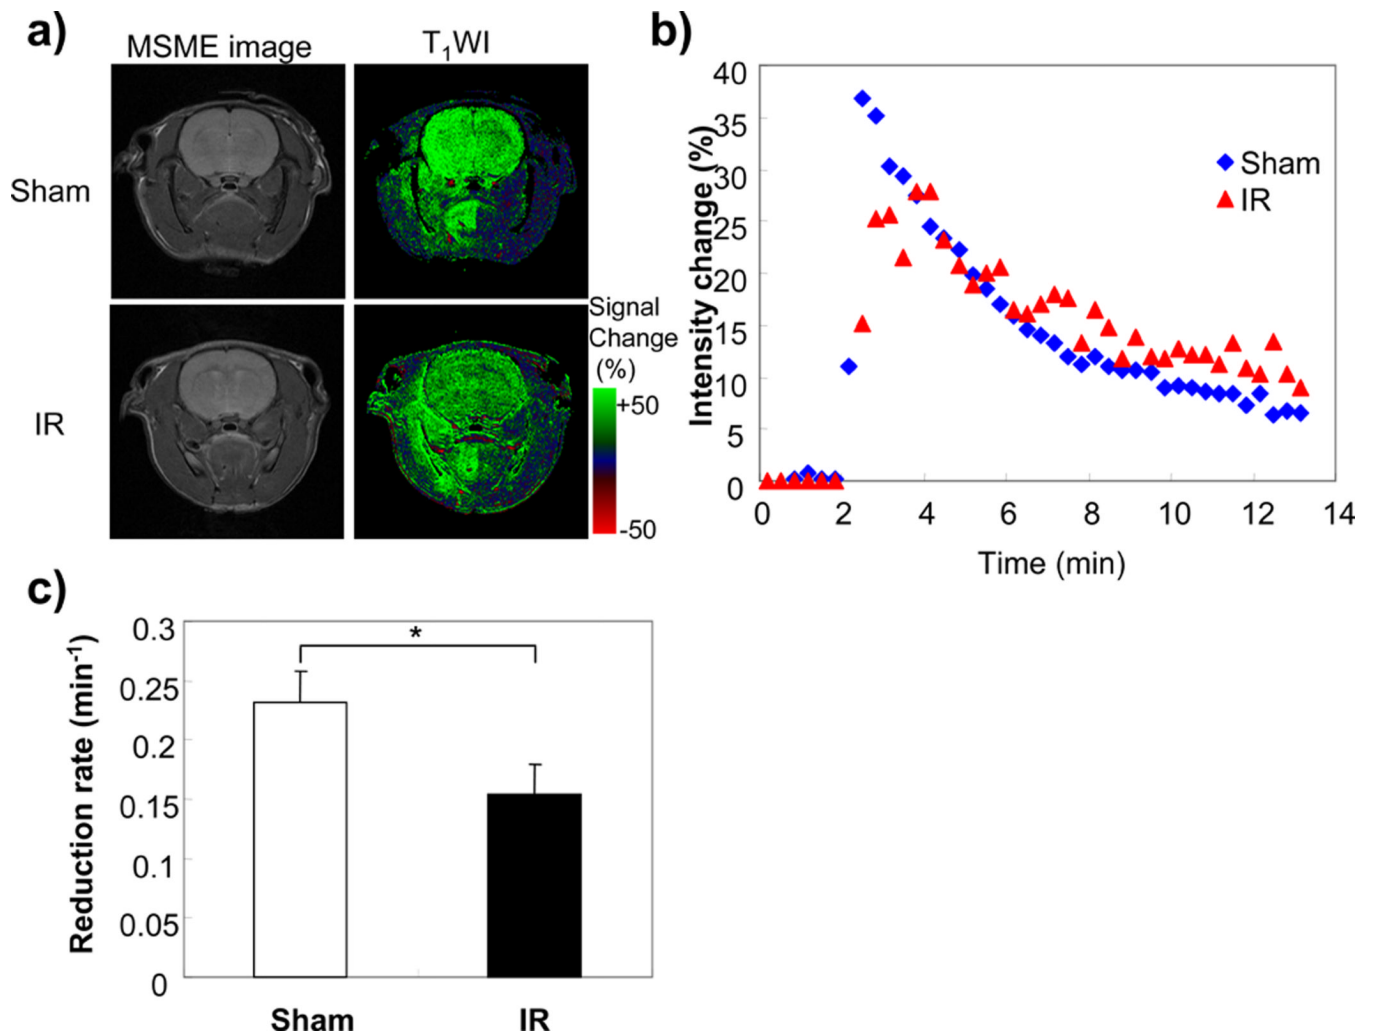 a)
MSME image
T1WI
Sham
IR
Signal
Change
(%)
+50
-50
b)
Intensity change (%)
40
35
30
25
20
15
10
5
0
0 2 4 6 8 10 12 14
Time (min)
Sham
IR
c)
Reduction rate (min-1)
0.3
0.25
0.2
0.15
0.1
0.05
0
*
Sham IR